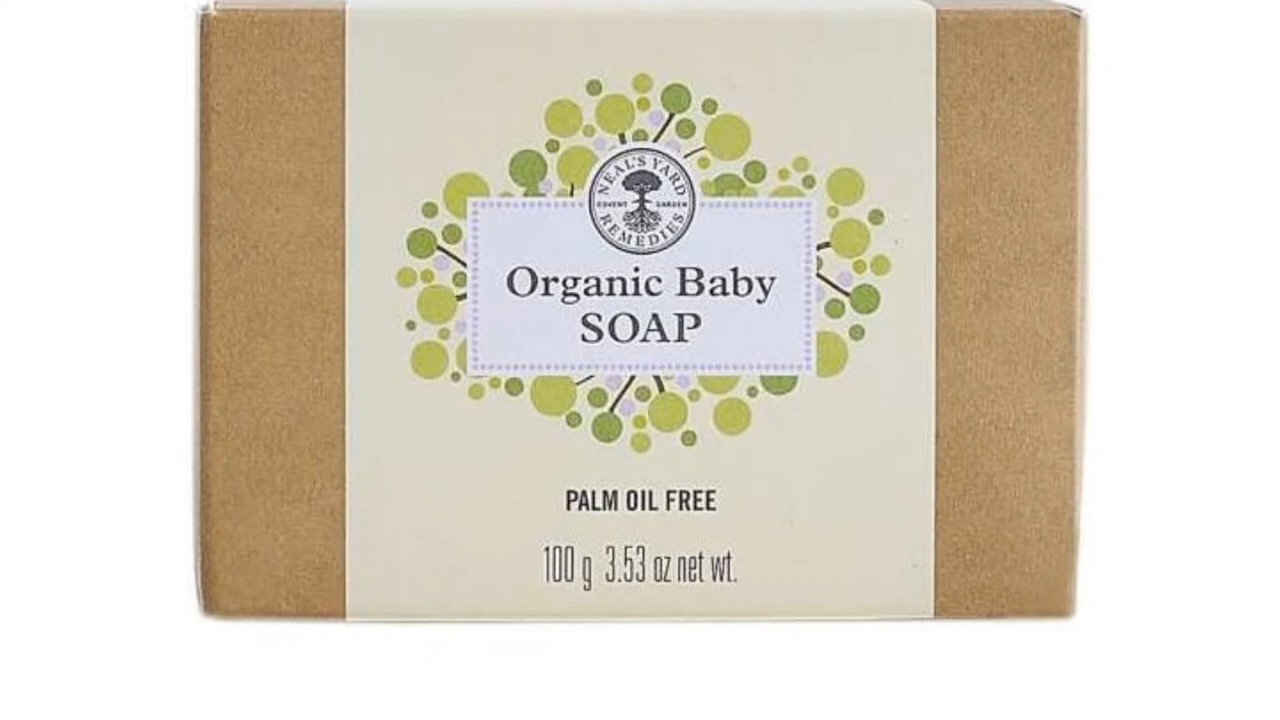 NEAL'S YARD
COVENT GARDEN
REMEDIES
Organic Baby
SOAP
PALM OIL FREE
100 g 3.53 oz net wt.